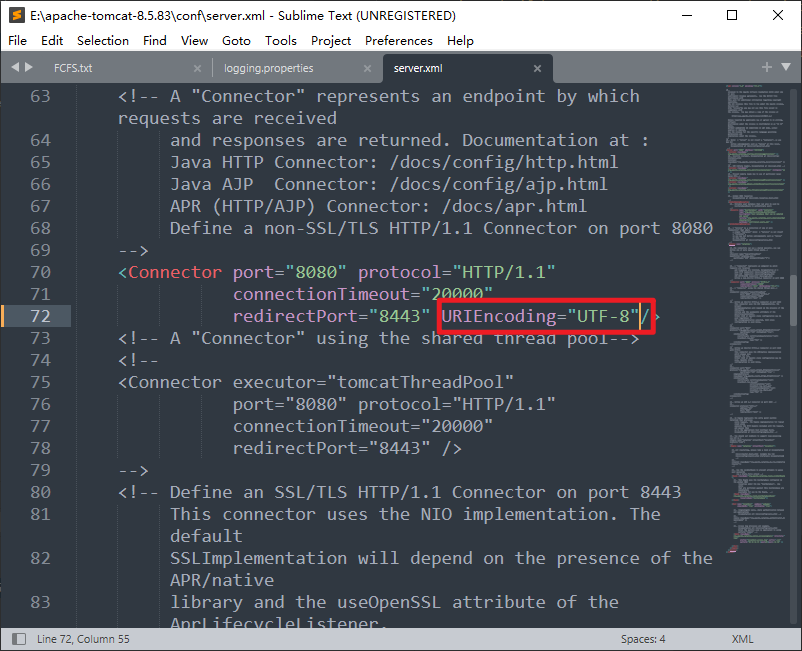 E:\apache-tomcat-8.5.83\conf\server.xml - Sublime Text (UNREGISTERED)
File Edit Selection Find View Goto Tools Project Preferences Help
FCFS.txt logging.properties server.xml
63 <!-- A "Connector" represents an endpoint by which
requests are received
64 and responses are returned. Documentation at :
65 Java HTTP Connector: /docs/config/http.html
66 Java AJP  Connector: /docs/config/ajp.html
67 APR (HTTP/AJP) Connector: /docs/apr.html
68 Define a non-SSL/TLS HTTP/1.1 Connector on port 8080
69 -->
70 <Connector port="8080" protocol="HTTP/1.1"
71 connectionTimeout="20000"
72 redirectPort="8443" URIEncoding="UTF-8"/>
73 <!-- A "Connector" using the shared thread pool-->
74 <!--
75 <Connector executor="tomcatThreadPool"
76 port="8080" protocol="HTTP/1.1"
77 connectionTimeout="20000"
78 redirectPort="8443" />
79 -->
80 <!-- Define an SSL/TLS HTTP/1.1 Connector on port 8443
81 This connector uses the NIO implementation. The
default
82 SSLImplementation will depend on the presence of the
APR/native
83 library and the useOpenSSL attribute of the
AprLifecycleListener.
Line 72, Column 55 Spaces: 4 XML